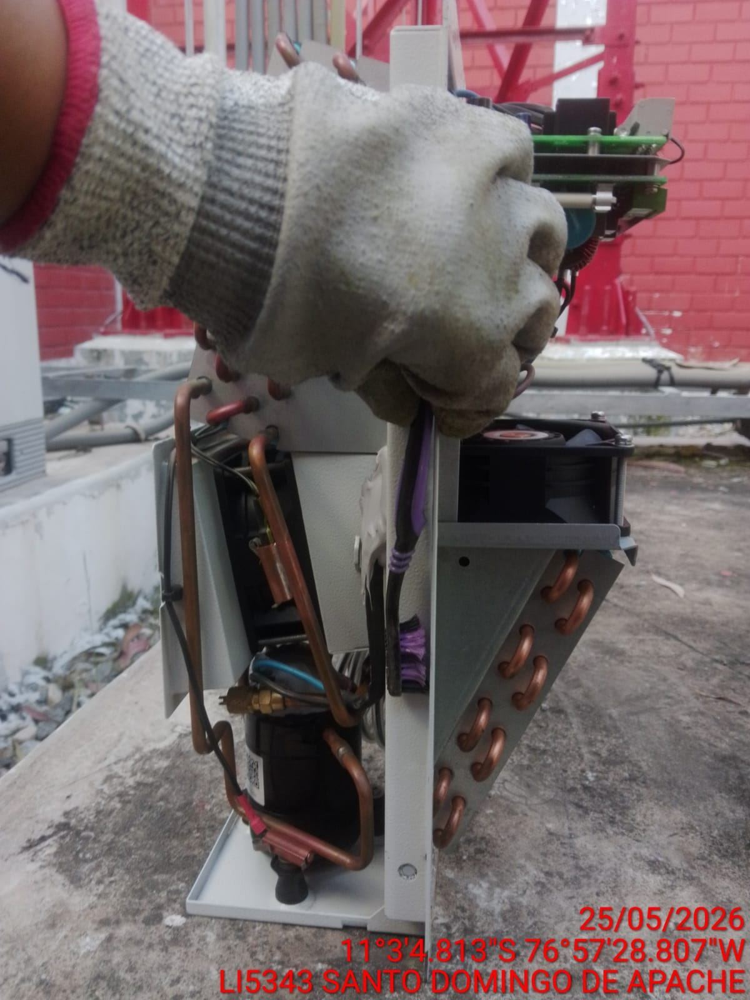 25/05/2026
11°3'4.813"S 76°57'28.807"W
LI5343 SANTO DOMINGO DE APACHE